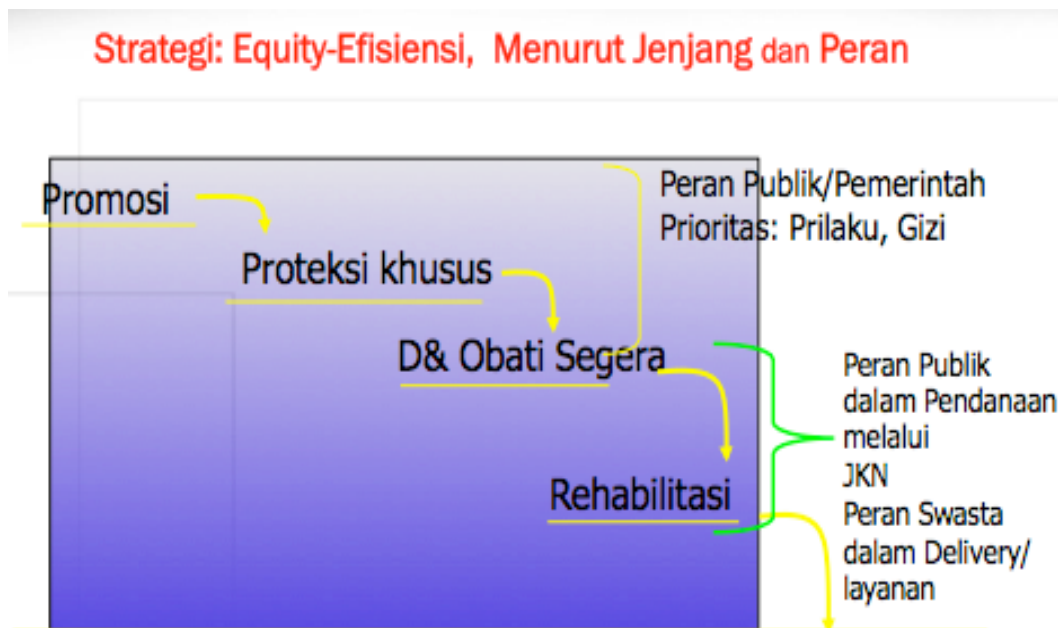 Strategi: Equity-Efisiensi, Menurut Jenjang dan Peran
Promosi
Proteksi khusus
D& Obati Segera
Rehabilitasi
Peran Publik/Pemerintah
Prioritas: Prilaku, Gizi
Peran Publik
dalam Pendanaan
melalui
JKN
Peran Swasta
dalam Delivery/
layanan